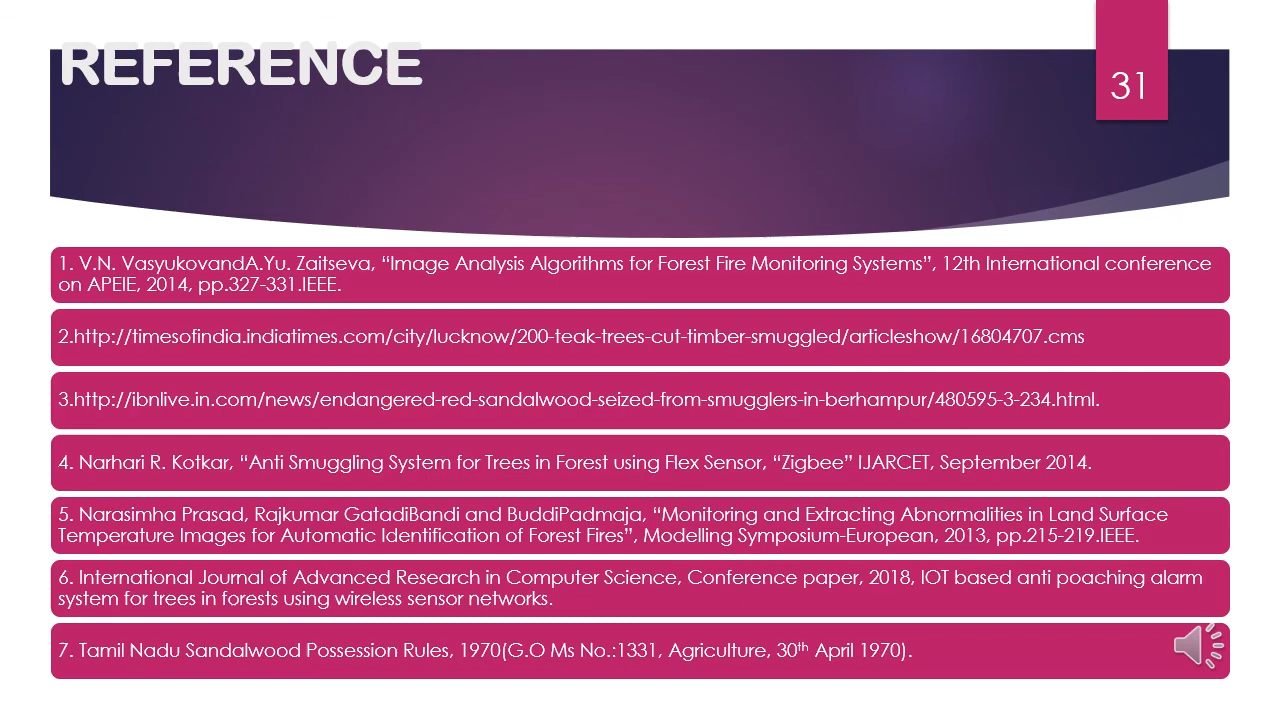 REFERENCE
31
1. V.N. VasyukovandA.Yu. Zaitseva, “Image Analysis Algorithms for Forest Fire Monitoring Systems”, 12th International conference
on APEIE, 2014, pp.327-331.IEEE.
2.http://timesofindia.indiatimes.com/city/lucknow/200-teak-trees-cut-timber-smuggled/articleshow/16804707.cms
3.http://ibnlive.in.com/news/endangered-red-sandalwood-seized-from-smugglers-in-berhampur/480595-3-234.html.
4. Narhari R. Kotkar, “Anti Smuggling System for Trees in Forest using Flex Sensor, “Zigbee” IJARCET, September 2014.
5. Narasimha Prasad, Rajkumar GatadiBandi and BuddiPadmaja, “Monitoring and Extracting Abnormalities in Land Surface
Temperature Images for Automatic Identification of Forest Fires”, Modelling Symposium-European, 2013, pp.215-219.IEEE.
6. International Journal of Advanced Research in Computer Science, Conference paper, 2018, IOT based anti poaching alarm
system for trees in forests using wireless sensor networks.
7. Tamil Nadu Sandalwood Possession Rules, 1970(G.O Ms No.:1331, Agriculture, 30th April 1970).